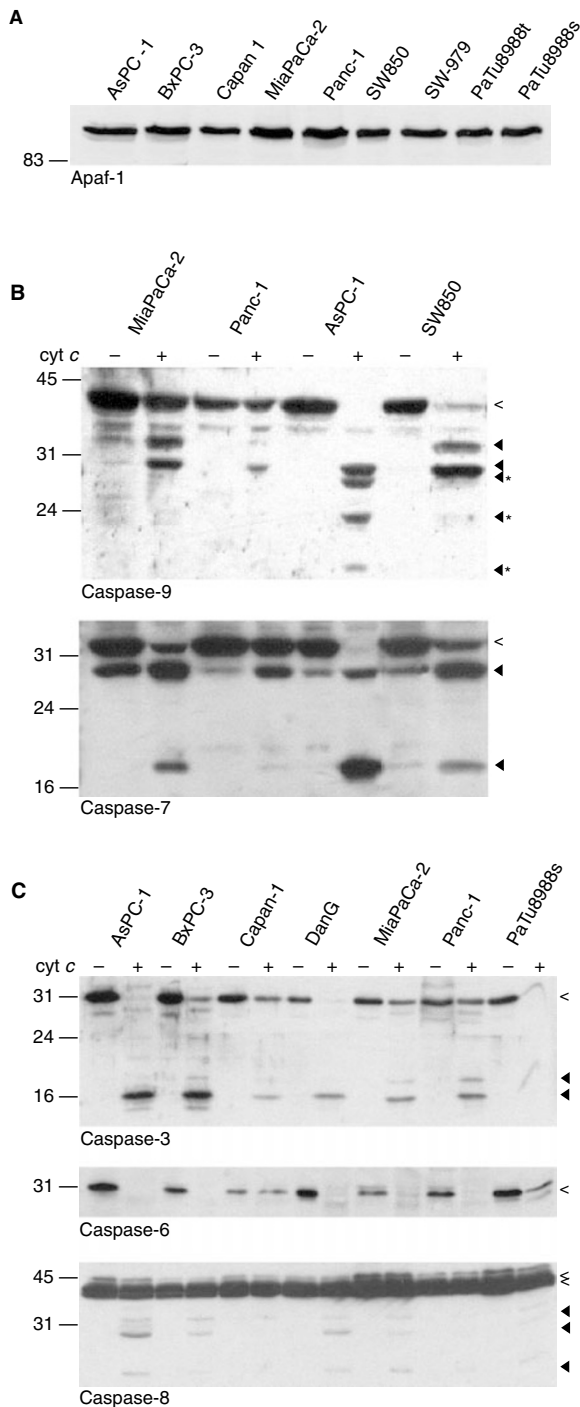 A
AsPC -1 BxPC-3 Capan 1 MiaPaCa-2 Panc-1 SW850 SW-979 PaTu8988t PaTu8988s
83
Apaf-1
B
MiaPaCa-2 Panc-1 AsPC-1 SW850
cyt c – + – + – + – +
45
<
31
*
24
*
*
Caspase-9
<
31
24
16
Caspase-7
C
AsPC-1 BxPC-3 Capan-1 DanG MiaPaCa-2 Panc-1 PaTu8988s
cyt c – + – + – + – + – + – + – +
31 <
24
16
Caspase-3
31 <
Caspase-6
45 <
<
31
Caspase-8